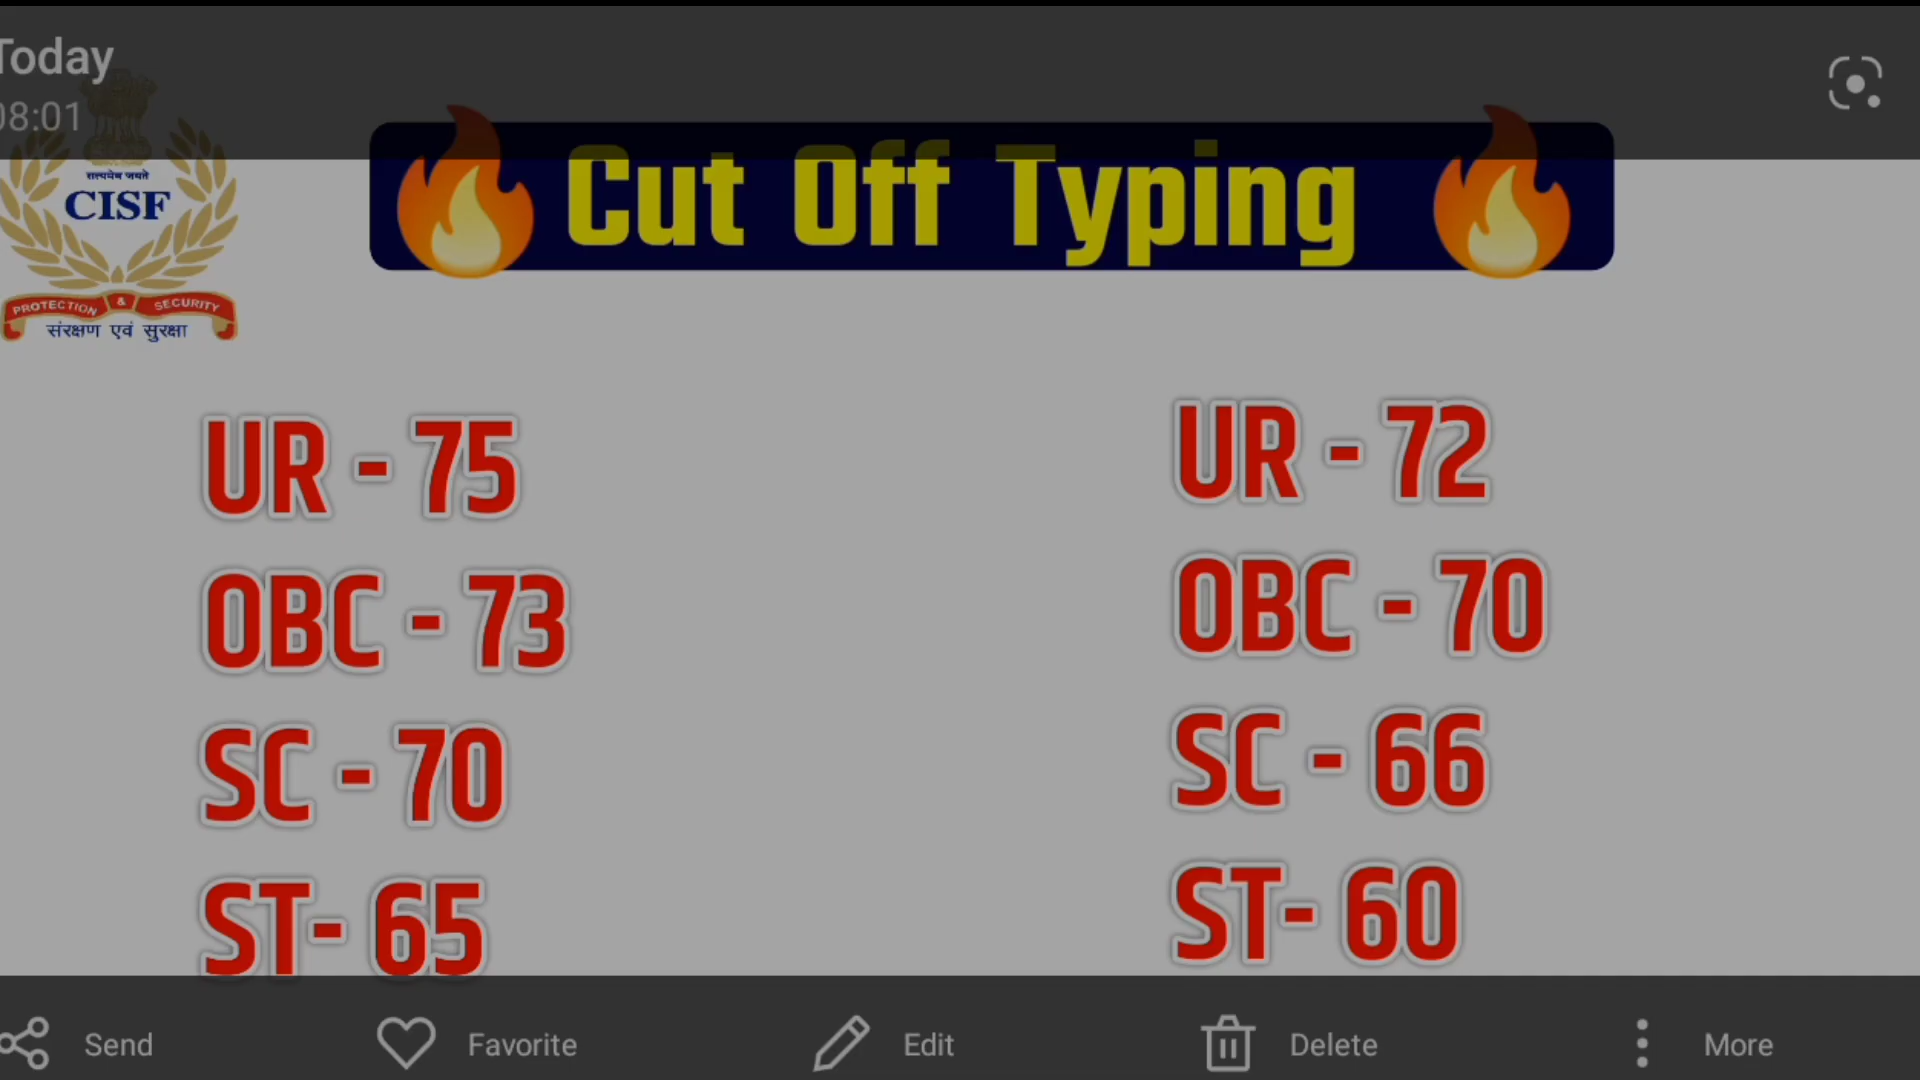 Today
08:01
सत्यमेव जयते
CISF
PROTECTION & SECURITY
संरक्षण एवं सुरक्षा
Cut Off Typing
UR - 75
OBC - 73
SC - 70
ST- 65
UR - 72
OBC - 70
SC - 66
ST- 60
Send
Favorite
Edit
Delete
More